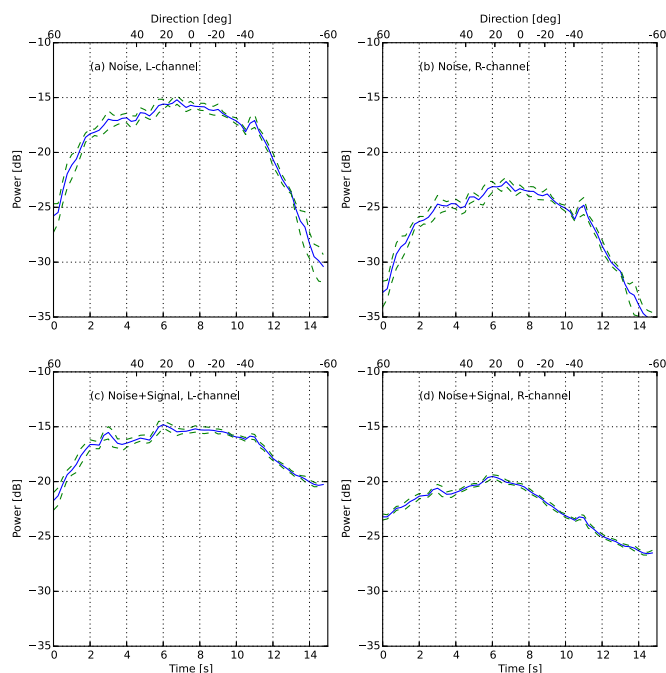 Direction [deg]
60 40 20 0 -20 -40 -60
−10
−15
−20
−25
−30
−35
Power [dB]
(a) Noise, L-channel
0 2 4 6 8 10 12 14
Direction [deg]
60 40 20 0 -20 -40 -60
−10
−15
−20
−25
−30
−35
Power [dB]
(b) Noise, R-channel
0 2 4 6 8 10 12 14
60 40 20 0 -20 -40 -60
−10
−15
−20
−25
−30
−35
Power [dB]
(c) Noise+Signal, L-channel
0 2 4 6 8 10 12 14
Time [s]
60 40 20 0 -20 -40 -60
−10
−15
−20
−25
−30
−35
Power [dB]
(d) Noise+Signal, R-channel
0 2 4 6 8 10 12 14
Time [s]